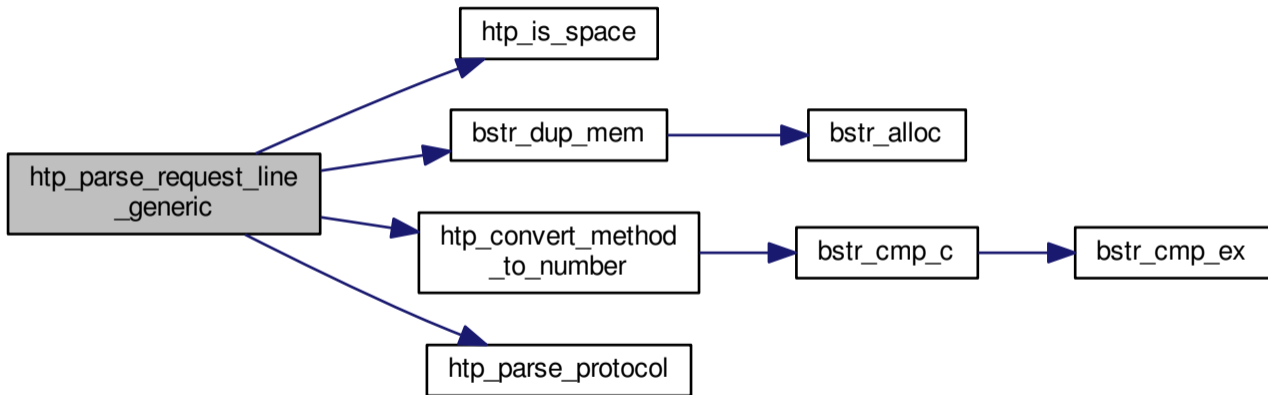 htp_is_space
bstr_dup_mem
bstr_alloc
htp_parse_request_line
_generic
htp_convert_method
_to_number
bstr_cmp_c
bstr_cmp_ex
htp_parse_protocol